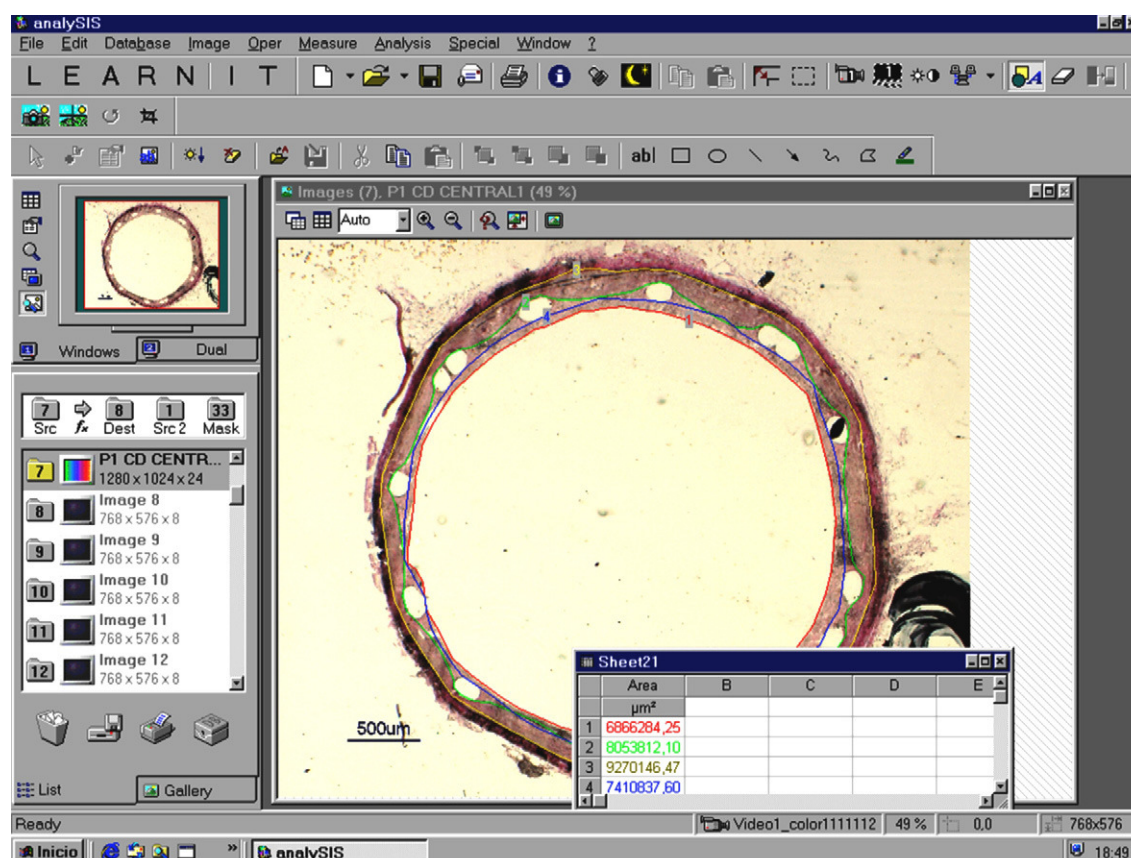 analySIS
File Edit Database Image Oper Measure Analysis Special Window ?
L E A R N I T
abl
Images (7), P1 CD CENTRAL1 (49 %)
Auto
Windows Dual
7 8 1 33
Src fx Dest Src 2 Mask
7 P1 CD CENTR...
1280 x 1024 x 24
8 Image 8
768 x 576 x 8
9 Image 9
768 x 576 x 8
10 Image 10
768 x 576 x 8
11 Image 11
768 x 576 x 8
12 Image 12
768 x 576 x 8
List Gallery
3
2
4
1
500um
Sheet21
Area B C D E
µm²
1 6866284,25
2 8053812,10
3 9270146,47
4 7410837,60
Ready Video1_color1111112 49 % 0,0 768x576
Inicio » analySIS 18:49